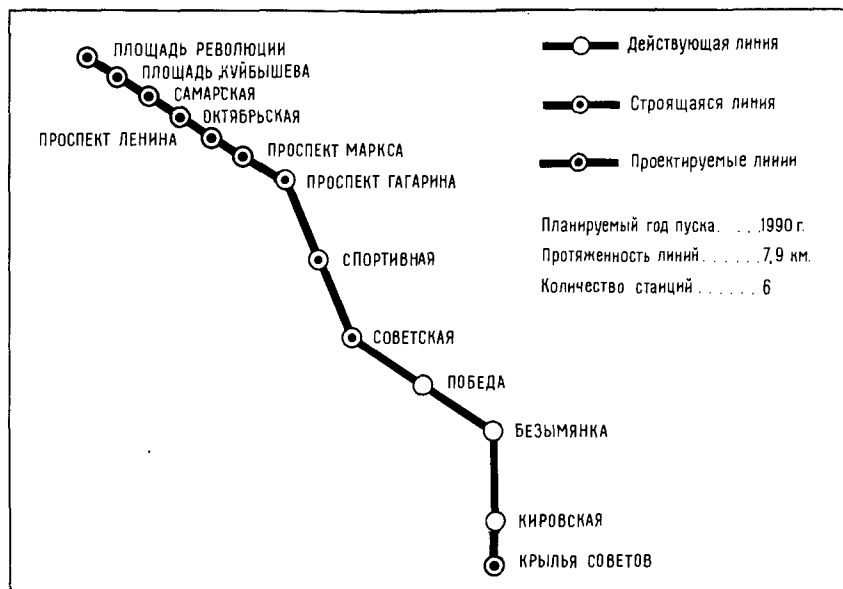 ПЛОЩАДЬ РЕВОЛЮЦИИ
ПЛОЩАДЬ КУЙБЫШЕВА
САМАРСКАЯ
ОКТЯБРЬСКАЯ
ПРОСПЕКТ ЛЕНИНА
ПРОСПЕКТ МАРКСА
ПРОСПЕКТ ГАГАРИНА
СПОРТИВНАЯ
СОВЕТСКАЯ
ПОБЕДА
БЕЗЫМЯНКА
КИРОВСКАЯ
КРЫЛЬЯ СОВЕТОВ
Действующая линия
Строящаяся линия
Проектируемые линии
Планируемый год пуска. . . .1990 г.
Протяженность линий. . . . . .7,9 км.
Количество станций . . . . . . 6